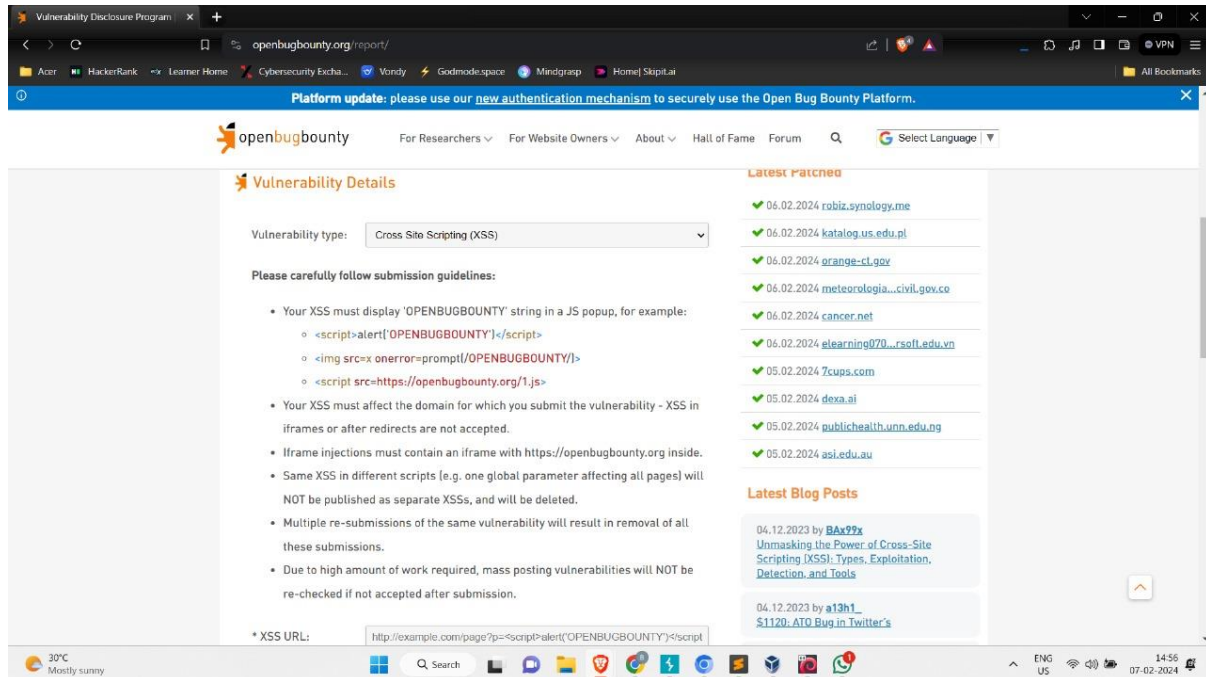 Vulnerability Disclosure Program
openbugbounty.org/report/
VPN
Acer
HackerRank
Learner Home
Cybersecurity Excha...
Vondy
Godmode.space
Mindgrasp
Home| Skipit.ai
All Bookmarks
Platform update: please use our new authentication mechanism to securely use the Open Bug Bounty Platform.
openbugbounty
For Researchers
For Website Owners
About
Hall of Fame
Forum
Select Language
Vulnerability Details
Vulnerability type:
Cross Site Scripting (XSS)
Please carefully follow submission guidelines:
Your XSS must display 'OPENBUGBOUNTY' string in a JS popup, for example:
<script>alert('OPENBUGBOUNTY')</script>
<img src=x onerror=prompt(/OPENBUGBOUNTY/)>
<script src=https://openbugbounty.org/1.js>
Your XSS must affect the domain for which you submit the vulnerability - XSS in
iframes or after redirects are not accepted.
Iframe injections must contain an iframe with https://openbugbounty.org inside.
Same XSS in different scripts (e.g. one global parameter affecting all pages) will
NOT be published as separate XSSs, and will be deleted.
Multiple re-submissions of the same vulnerability will result in removal of all
these submissions.
Due to high amount of work required, mass posting vulnerabilities will NOT be
re-checked if not accepted after submission.
* XSS URL:
http://example.com/page?p=<script>alert('OPENBUGBOUNTY')</script
Latest Patched
06.02.2024 robiz.synology.me
06.02.2024 katalog.us.edu.pl
06.02.2024 orange-ct.gov
06.02.2024 meteorologia...civil.gov.co
06.02.2024 cancer.net
06.02.2024 elearning070...rsoft.edu.vn
05.02.2024 7cups.com
05.02.2024 dexa.ai
05.02.2024 publichealth.unn.edu.ng
05.02.2024 asi.edu.au
Latest Blog Posts
04.12.2023 by BAx99x
Unmasking the Power of Cross-Site
Scripting (XSS): Types, Exploitation,
Detection, and Tools
04.12.2023 by a13h1_
$1120: ATO Bug in Twitter's
30°C
Mostly sunny
Search
ENG
US
14:56
07-02-2024